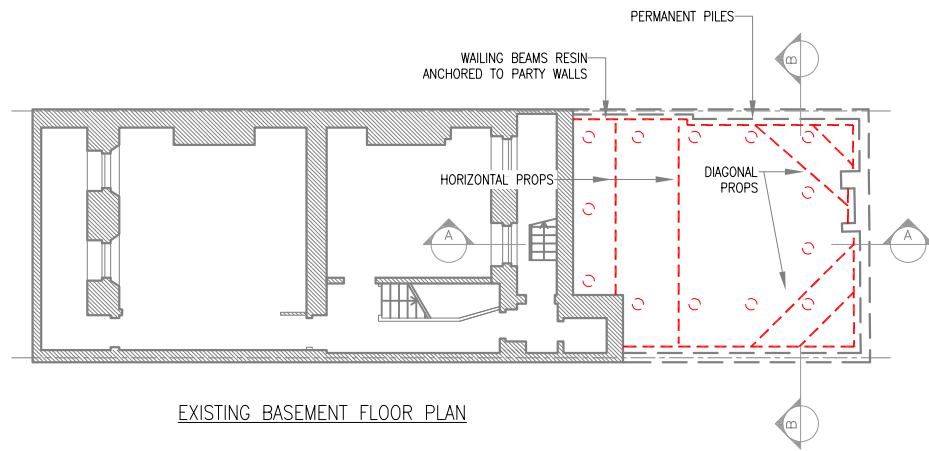 PERMANENT PILES
WAILING BEAMS RESIN
ANCHORED TO PARTY WALLS
B
HORIZONTAL PROPS
DIAGONAL
PROPS
A
A
B
EXISTING BASEMENT FLOOR PLAN